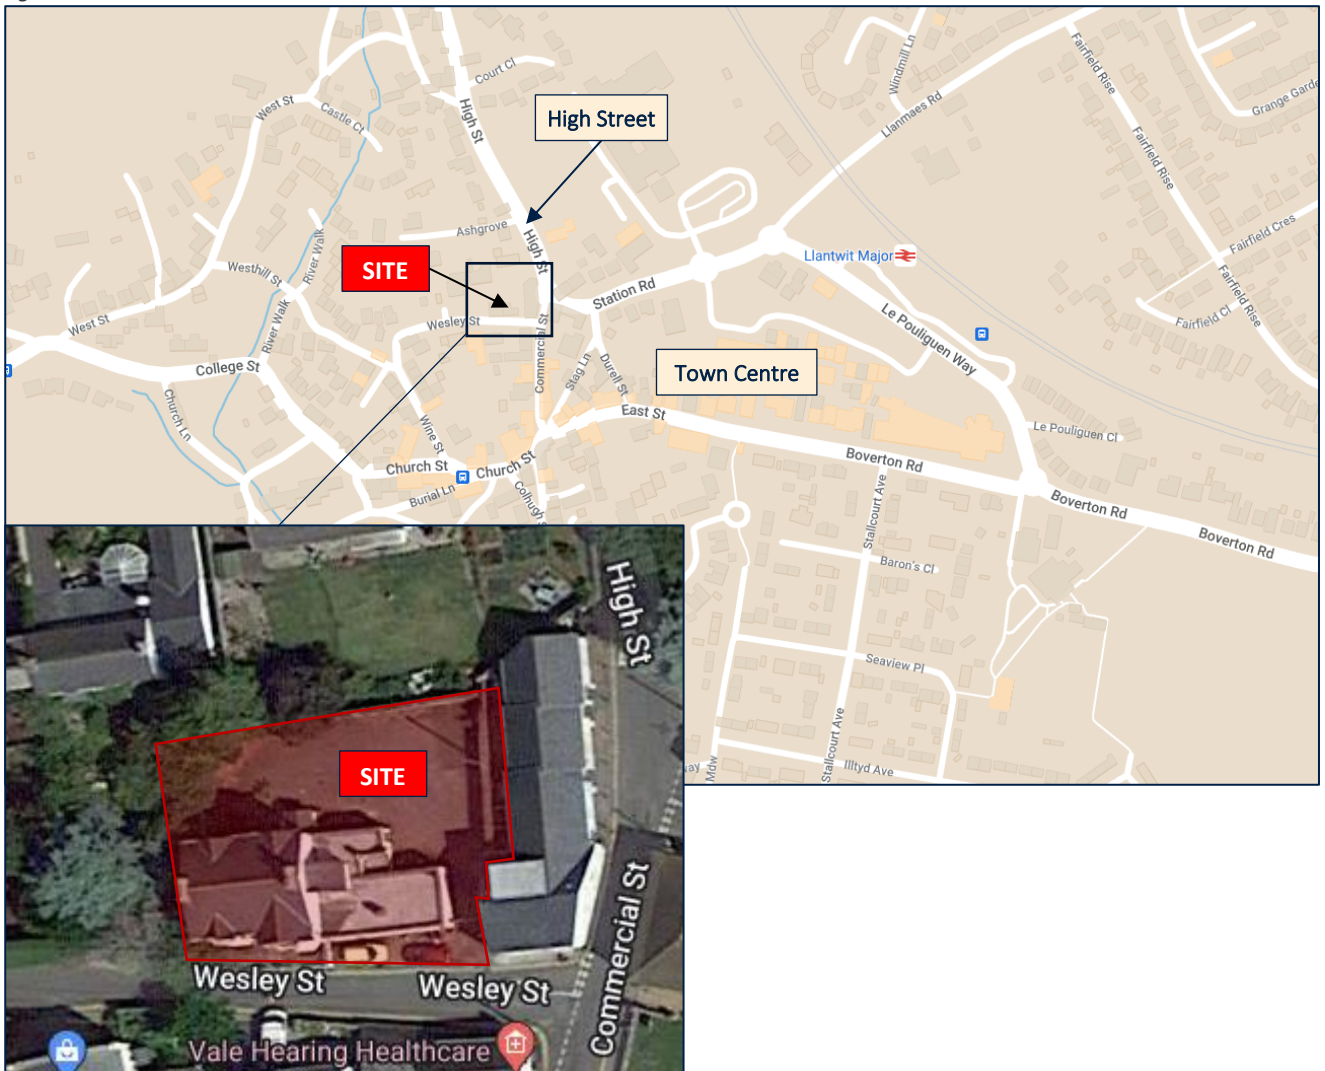 Court Cl
High St
West St
Castle Ct
High Street
Windmill Ln
Llanmaes Rd
Fairfield Rise
Grange Garde
Fairfield Rise
Ashgrove
High St
River Walk
SITE
Westhill St
Station Rd
Llantwit Major
Fairfield Cres
Fairfield Rise
Fairfield Cl
West St
River Walk
Wesley St
Commercial St
Le Pouliguen Way
College St
Stag Ln
Durell St
Town Centre
Church Ln
Wine St
East St
Le Pouliguen Cl
Church St
Church St
Burial Ln
Colhugh S
Boverton Rd
Boverton Rd
Boverton Rd
Stallcourt Ave
Baron's Cl
Seaview Pl
Stallcourt Ave
Illtyd Ave
way
Mdw
High St
SITE
Wesley St
Wesley St
Commercial St
Vale Hearing Healthcare